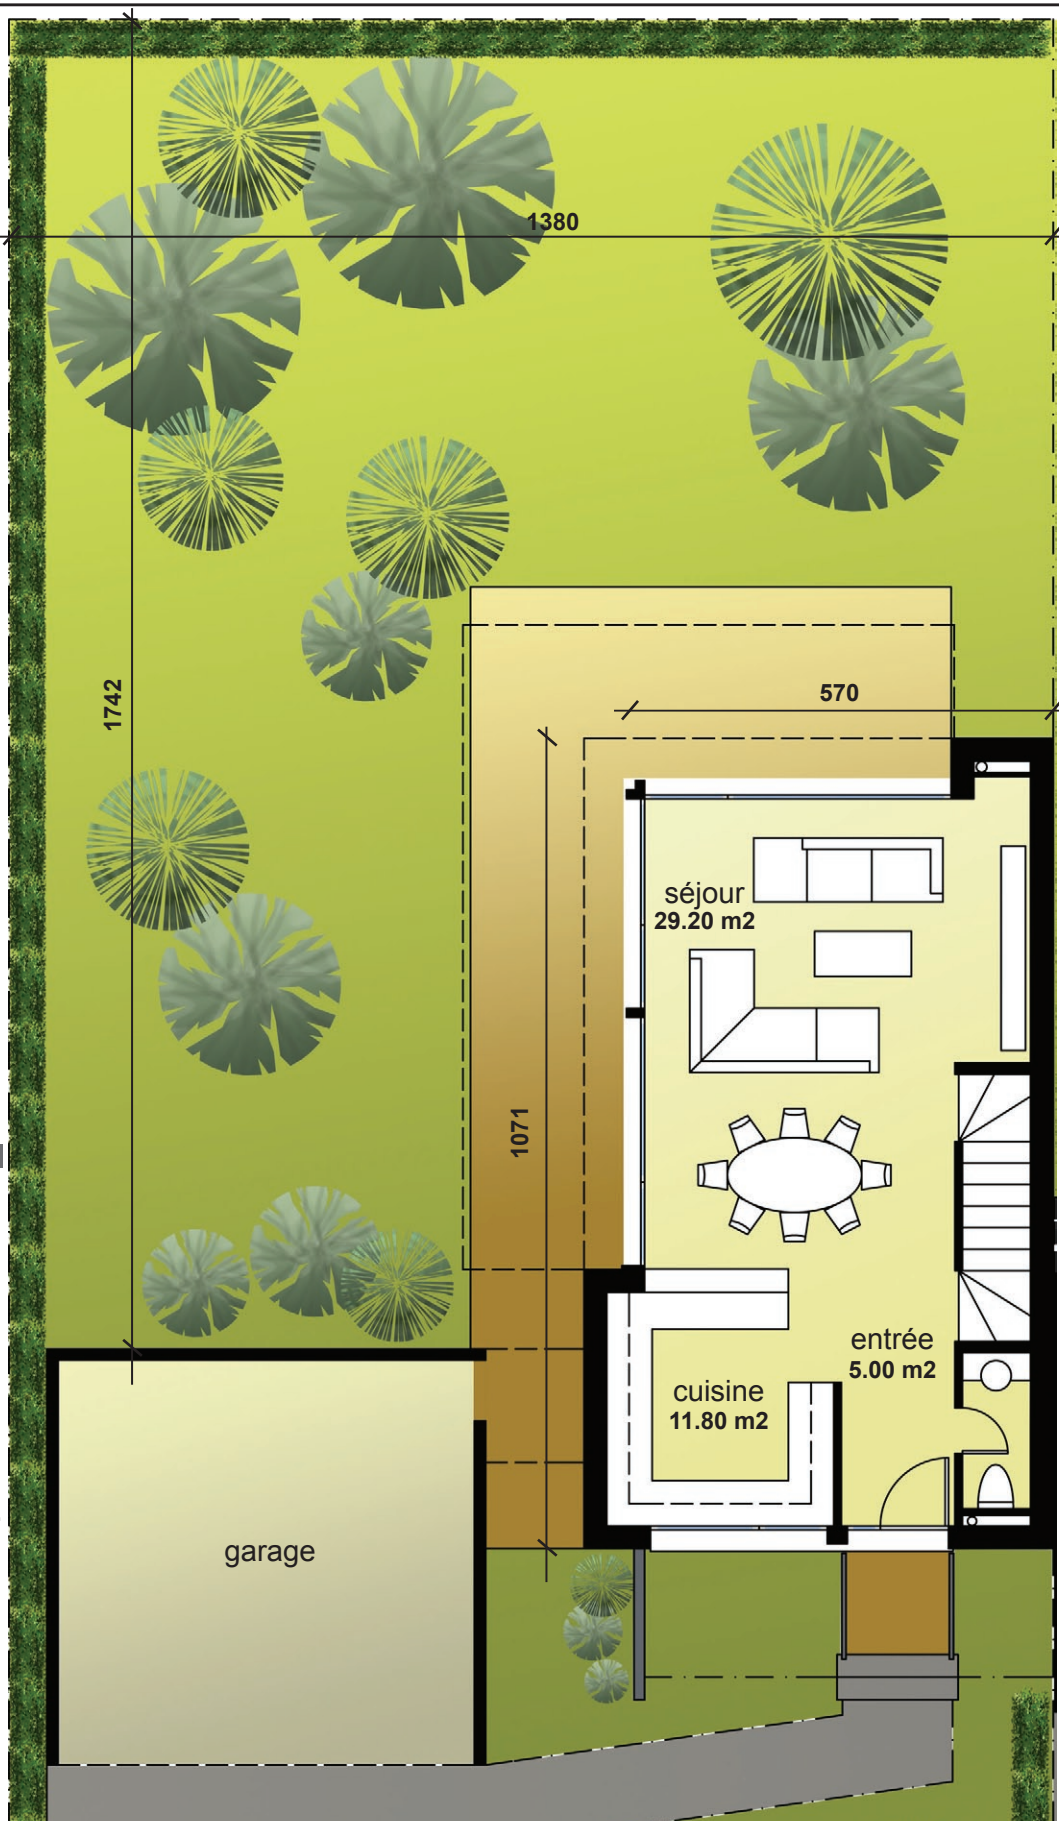 1380
1742
570
séjour
29.20 m2
1071
entrée
5.00 m2
cuisine
11.80 m2
garage